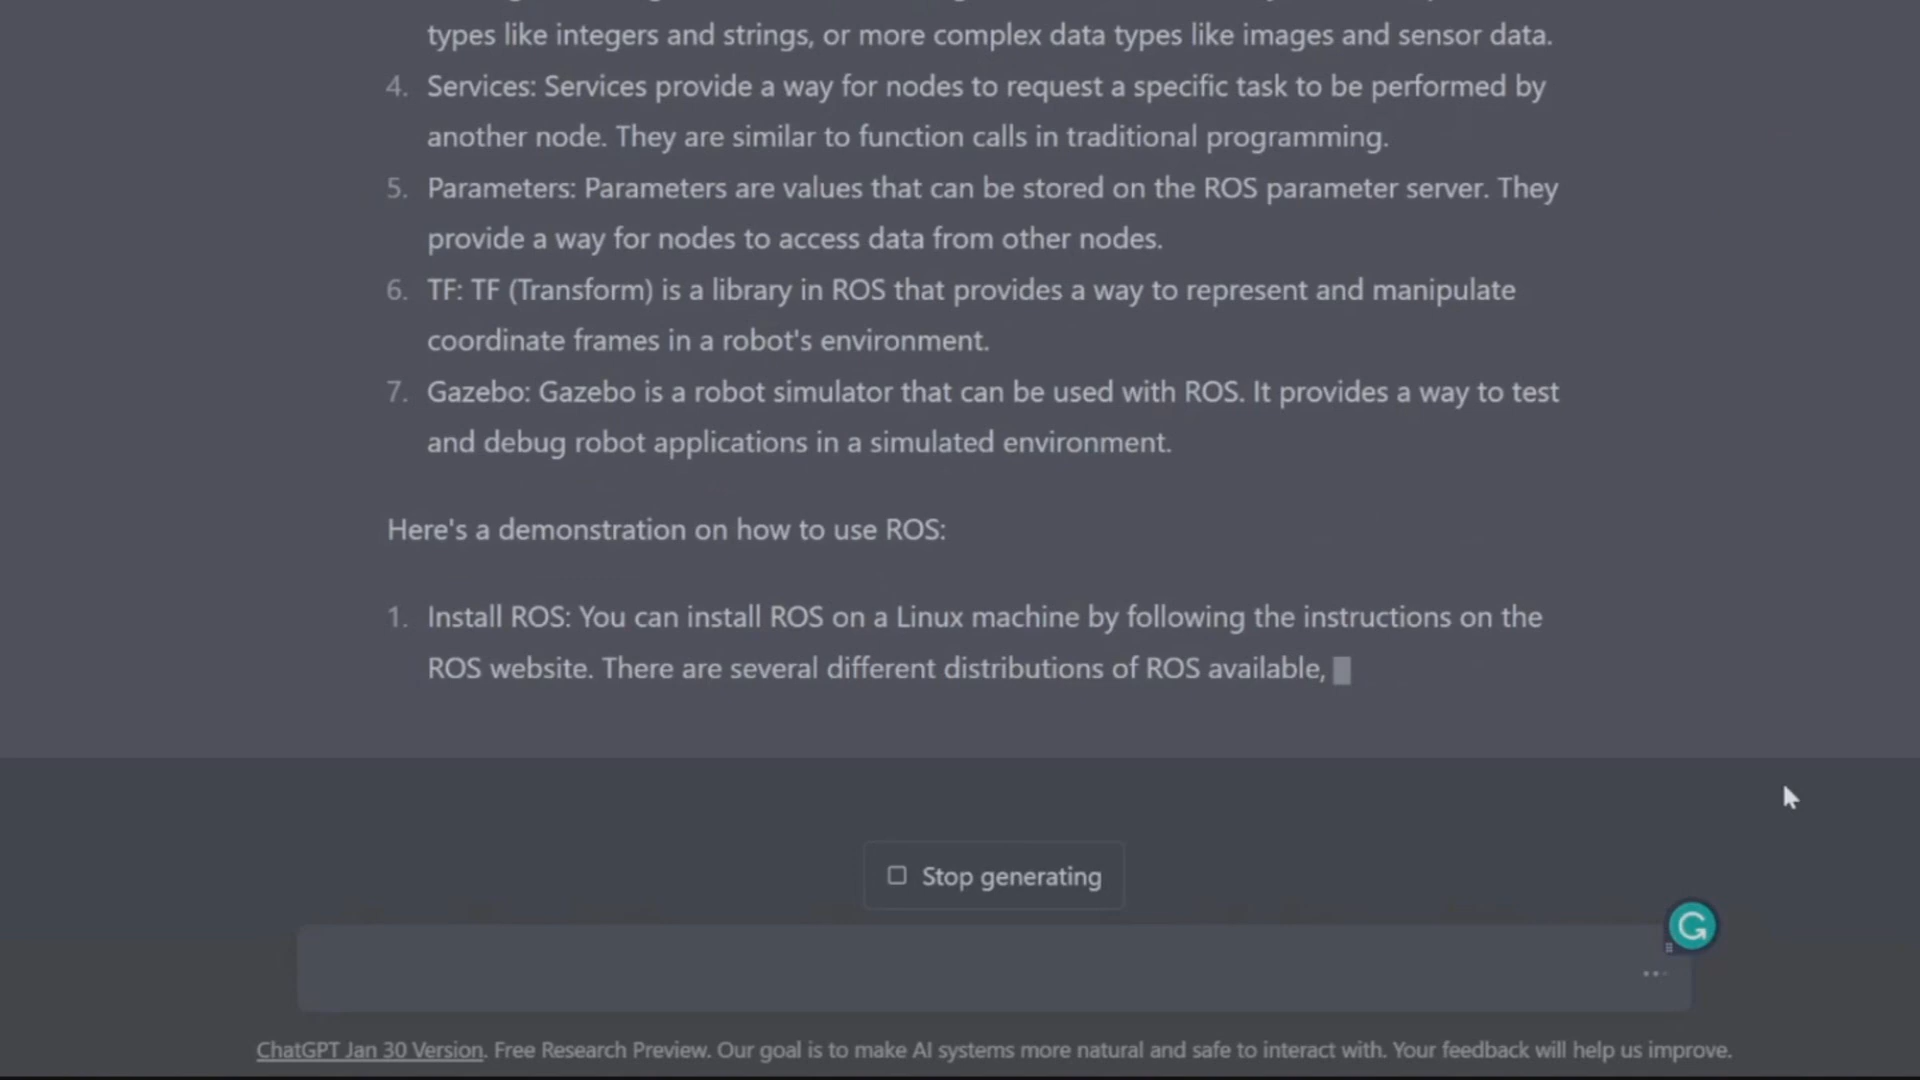 types like integers and strings, or more complex data types like images and sensor data.
4. Services: Services provide a way for nodes to request a specific task to be performed by
another node. They are similar to function calls in traditional programming.
5. Parameters: Parameters are values that can be stored on the ROS parameter server. They
provide a way for nodes to access data from other nodes.
6. TF: TF (Transform) is a library in ROS that provides a way to represent and manipulate
coordinate frames in a robot's environment.
7. Gazebo: Gazebo is a robot simulator that can be used with ROS. It provides a way to test
and debug robot applications in a simulated environment.
Here's a demonstration on how to use ROS:
1. Install ROS: You can install ROS on a Linux machine by following the instructions on the
ROS website. There are several different distributions of ROS available,
Stop generating
ChatGPT Jan 30 Version. Free Research Preview. Our goal is to make AI systems more natural and safe to interact with. Your feedback will help us improve.